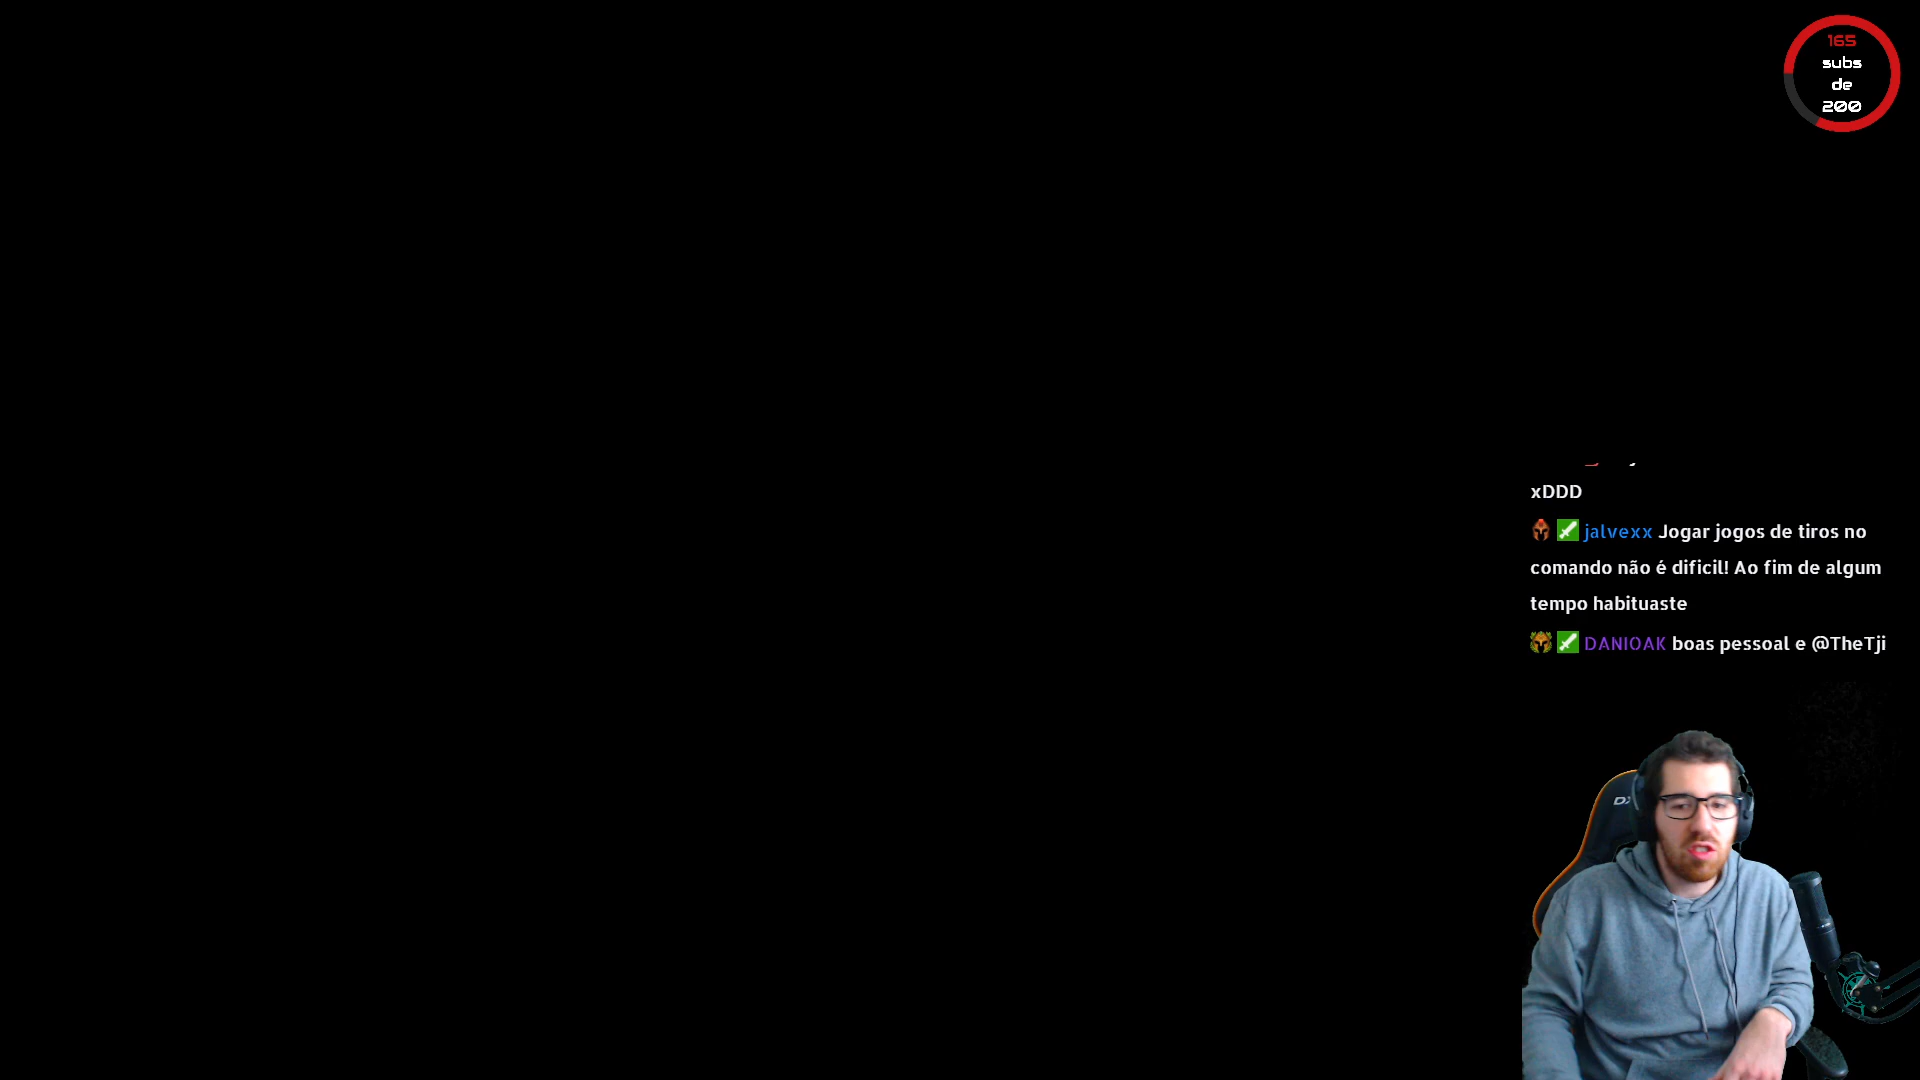 165
subs
de
200
xDDD
jalvexx Jogar jogos de tiros no
comando não é dificil! Ao fim de algum
tempo habituaste
DANIOAK boas pessoal e @TheTji